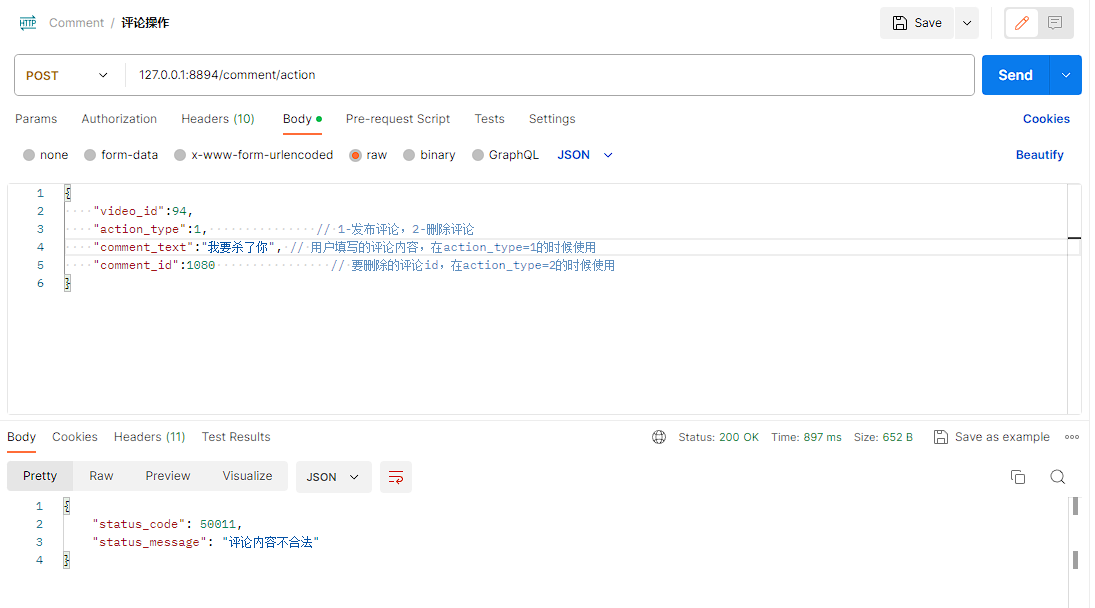 HTTP Comment / 评论操作 Save
POST 127.0.0.1:8894/comment/action Send
Params Authorization Headers (10) Body Pre-request Script Tests Settings Cookies
none form-data x-www-form-urlencoded raw binary GraphQL JSON Beautify
1 {
2 "video_id":94,
3 "action_type":1, // 1-发布评论，2-删除评论
4 "comment_text":"我要杀了你", // 用户填写的评论内容，在action_type=1的时候使用
5 "comment_id":1080 // 要删除的评论id，在action_type=2的时候使用
6 }
Body Cookies Headers (11) Test Results Status: 200 OK Time: 897 ms Size: 652 B Save as example
Pretty Raw Preview Visualize JSON
1 {
2 "status_code": 50011,
3 "status_message": "评论内容不合法"
4 }